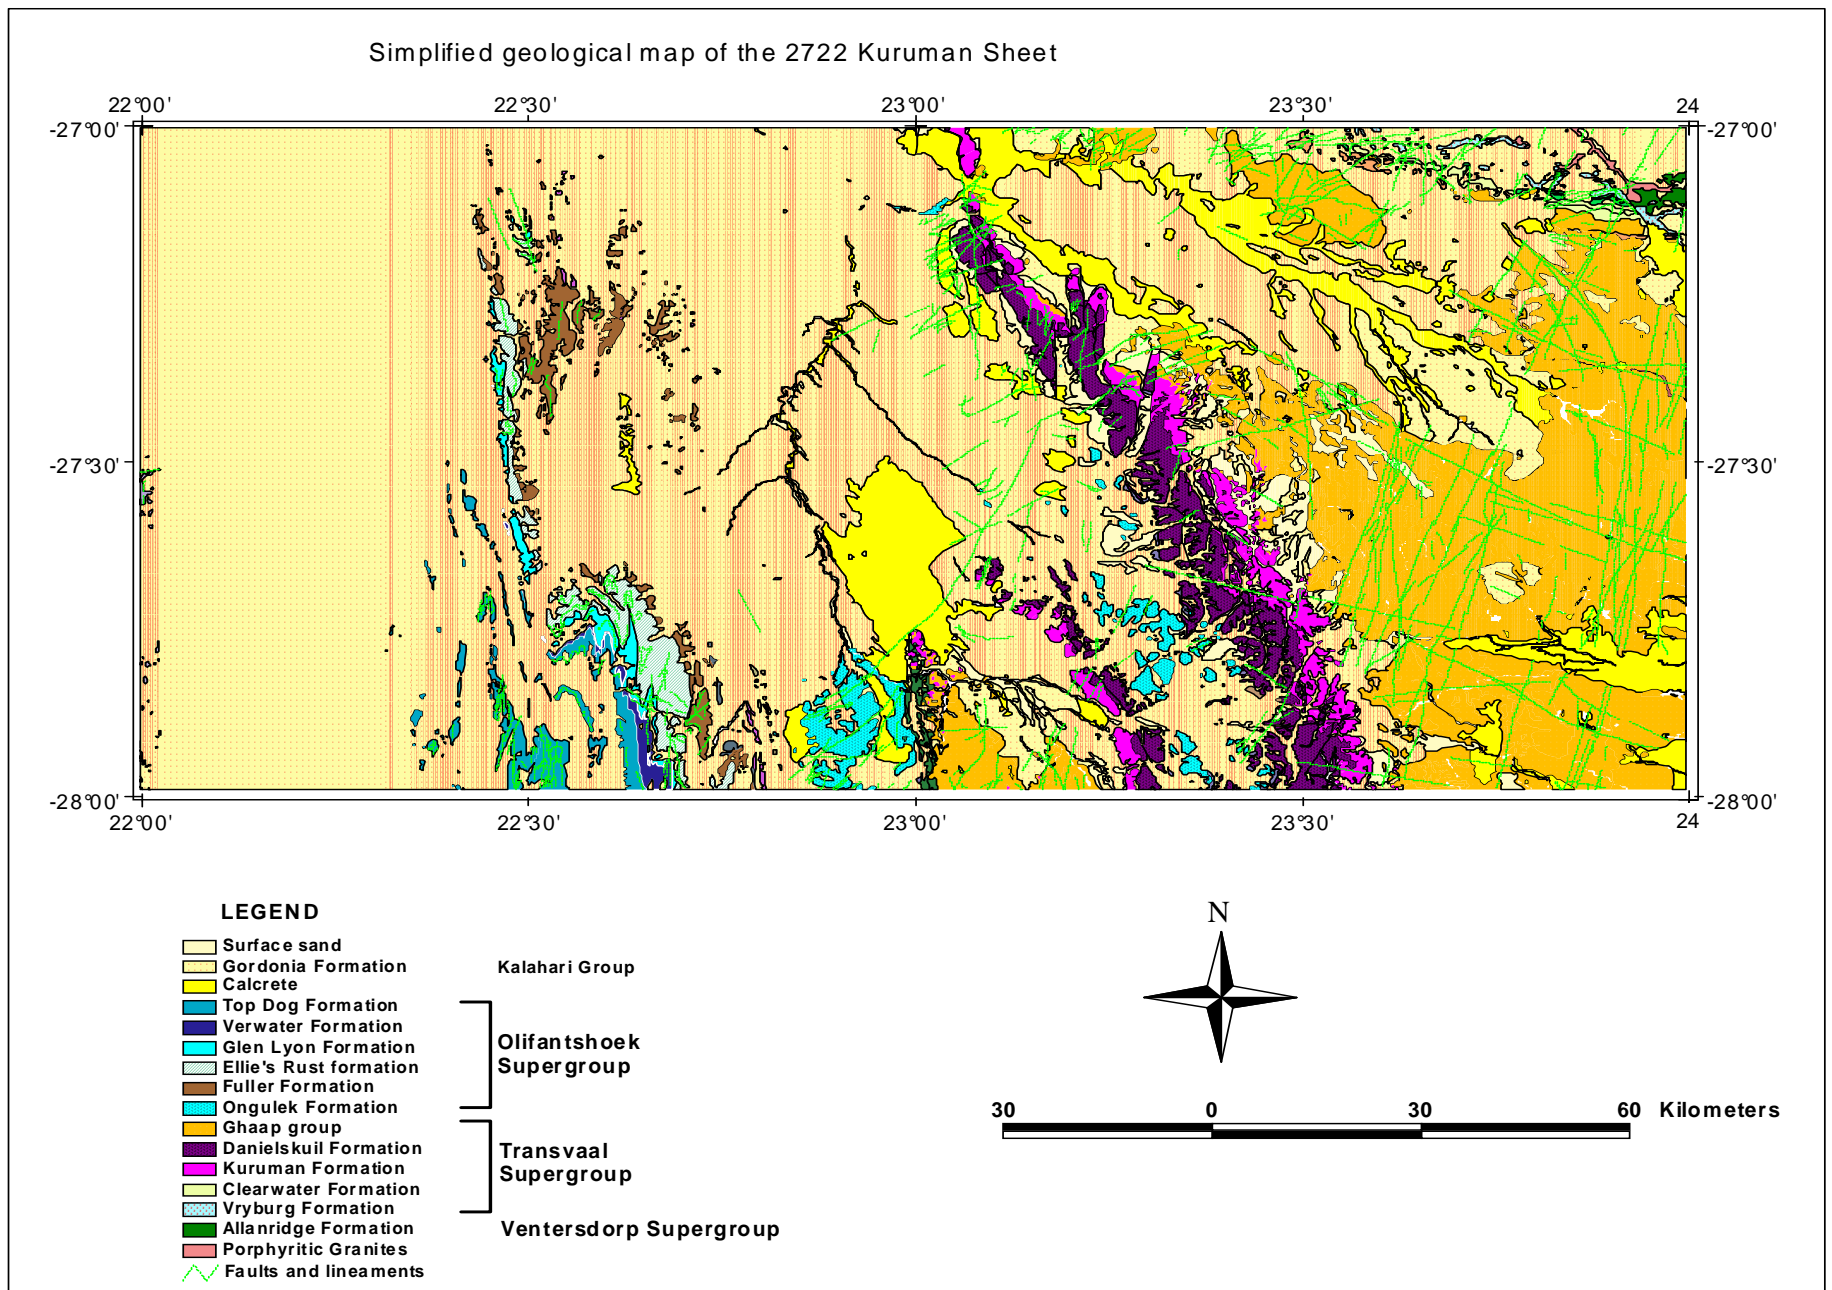 Simplified geological map of the 2722 Kuruman Sheet
22°00' 22°30' 23°00' 23°30' 24
-27°00' -27°00'
-27°30' -27°30'
-28°00' -28°00'
22°00' 22°30' 23°00' 23°30' 24
LEGEND
Surface sand
Gordonia Formation
Kalahari Group
Calcrete
Top Dog Formation
Verwater Formation
Glen Lyon Formation
Ellie's Rust formation
Fuller Formation
Ongulek Formation
Olifantshoek
Supergroup
Ghaap group
Danielskuil Formation
Kuruman Formation
Clearwater Formation
Vryburg Formation
Transvaal
Supergroup
Allanridge Formation
Ventersdorp Supergroup
Porphyritic Granites
Faults and lineaments
N
30 0 30 60 Kilometers